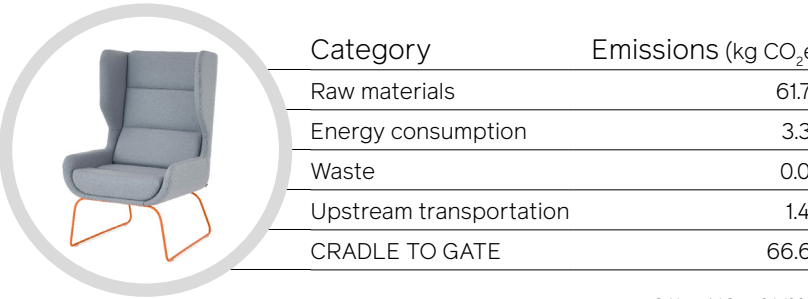 Category Emissions (kg CO₂e
Raw materials 61.7
Energy consumption 3.3
Waste 0.0
Upstream transportation 1.4
CRADLE TO GATE 66.6